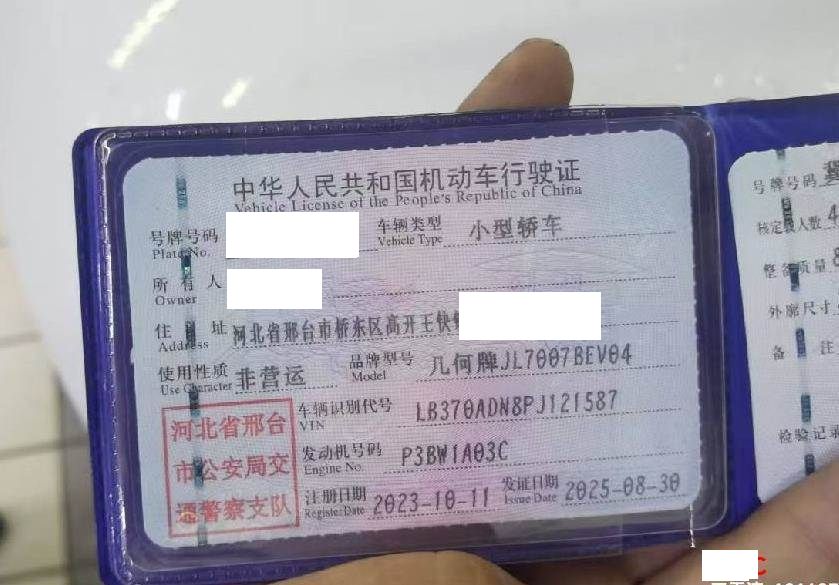 中华人民共和国机动车行驶证
Vehicle License of the People's Republic of China
号牌号码
Plate No.
车辆类型 小型轿车
Vehicle Type
所有人
Owner
住址 河北省邢台市桥东区高开王快
Address
使用性质 非营运
Use Character
品牌型号 几何牌JL7007BEV04
Model
车辆识别代号 LB370ADN8PJ121587
VIN
发动机号码 P3BW1A03C
Engine No.
注册日期 2023-10-11
Register Date
发证日期 2025-08-30
Issue Date
河北省邢台
市公安局交
通警察支队
号牌号码 冀
核定载人数
整备质量
外廓尺寸
备注
检验记录